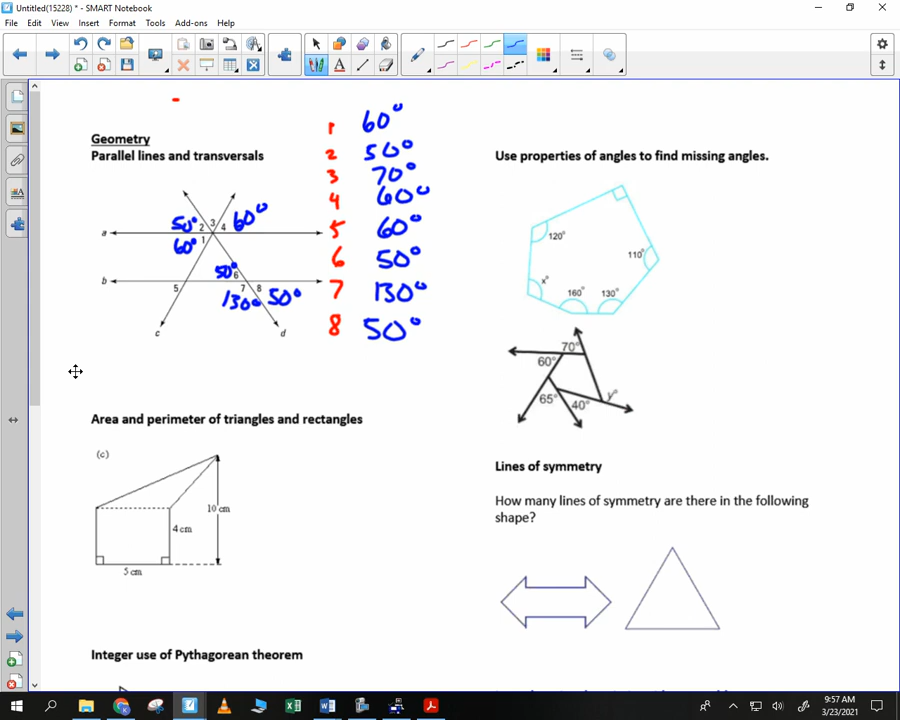 Untitled(15228) * - SMART Notebook
File Edit View Insert Format Tools Add-ons Help
Geometry
Parallel lines and transversals
1 60°
2 50°
3 70°
4 60°
5 60°
6 50°
7 130°
8 50°
50° 2 3 4 60°
a
60° 1
50° 6
b
5 7 8
130° 50°
c d
Use properties of angles to find missing angles.
120°
110°
x°
160° 130°
70°
60°
65° 40° y°
Area and perimeter of triangles and rectangles
(c)
10 cm
4 cm
5 cm
Lines of symmetry
How many lines of symmetry are there in the following
shape?
Integer use of Pythagorean theorem
9:57 AM
3/23/2021